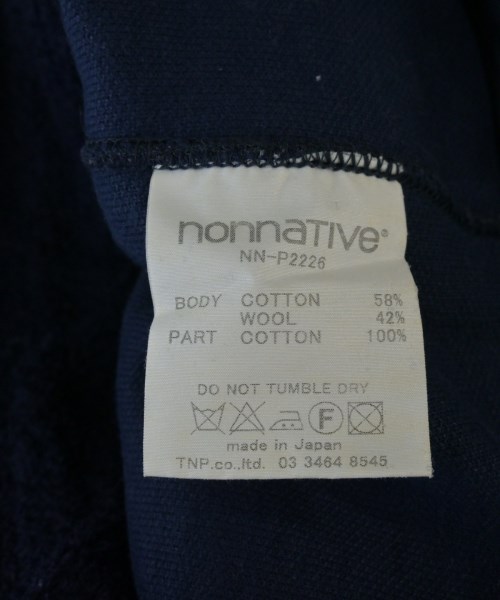 nonnaTIVe®
NN-P2226
BODY COTTON 58%
WOOL 42%
PART COTTON 100%
DO NOT TUMBLE DRY
F
made in Japan
TNP.co.,ltd. 03 3464 8545